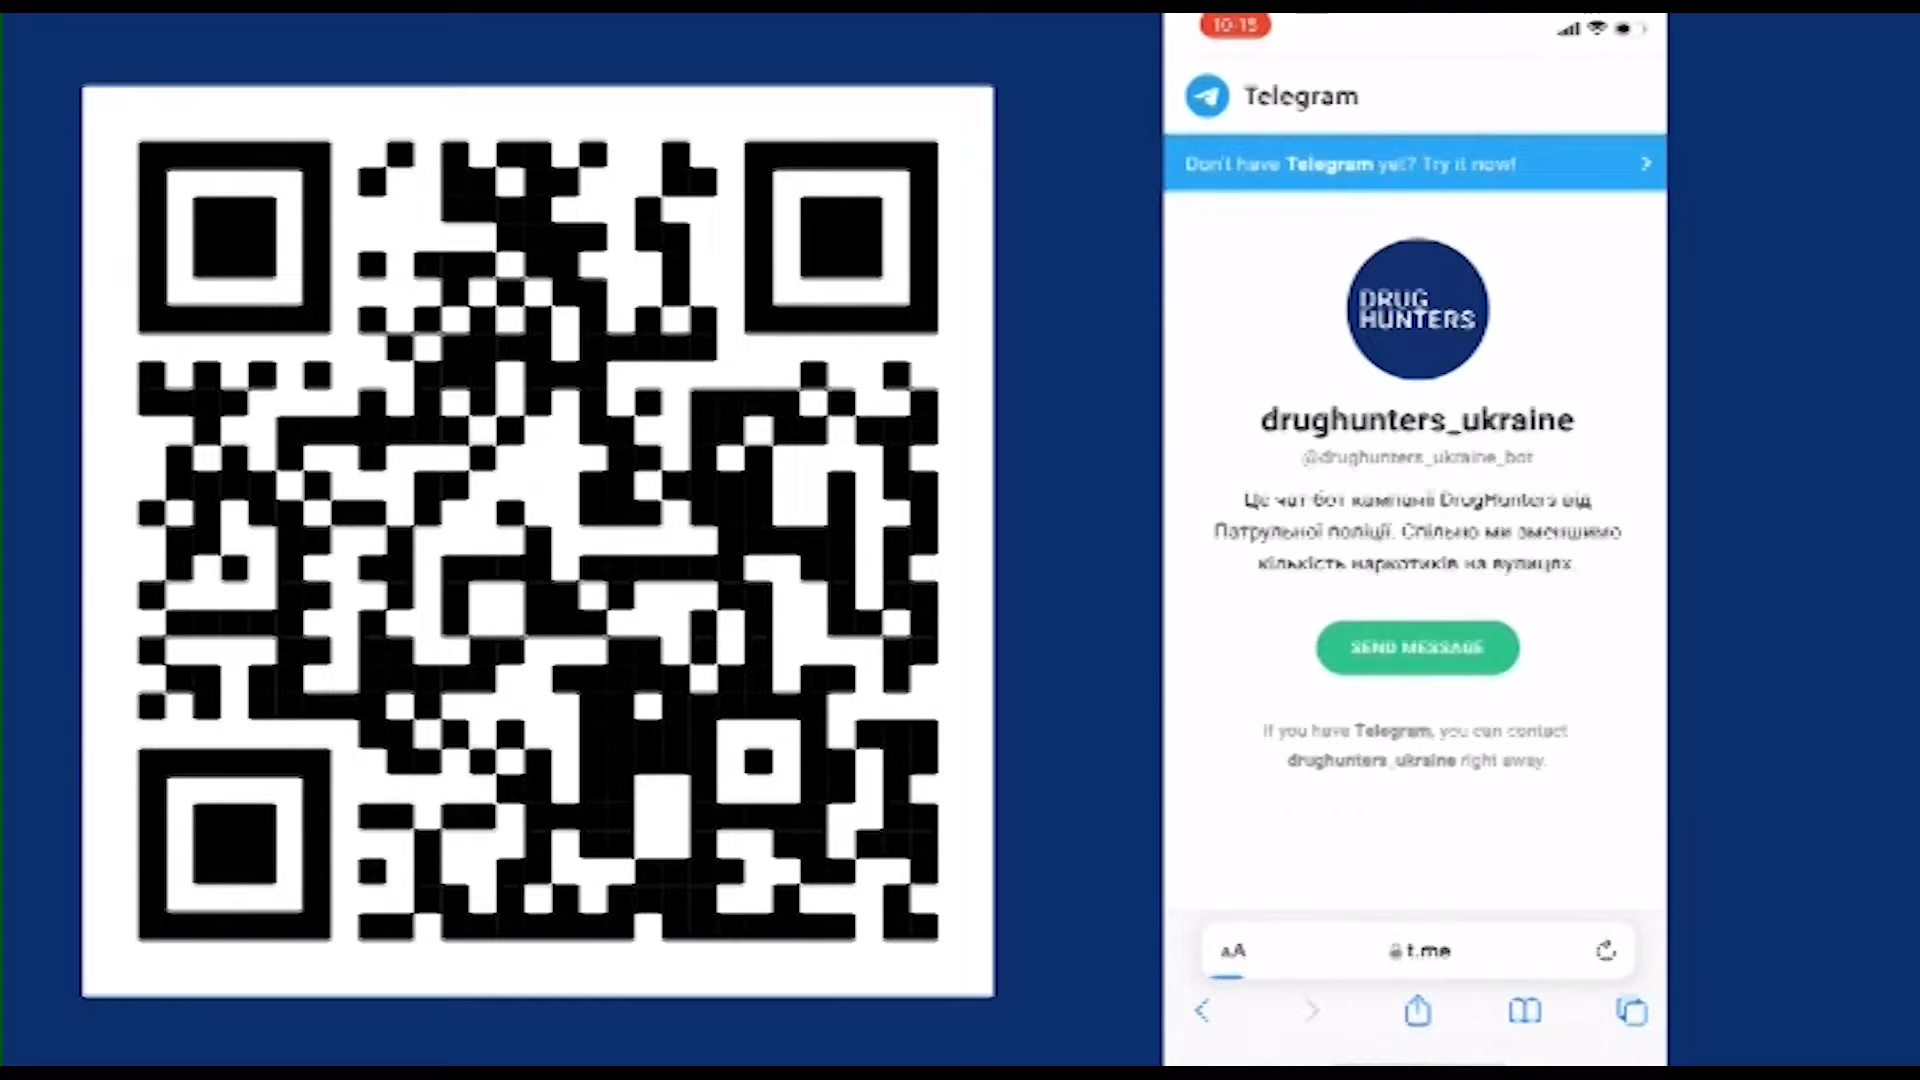 10:15
Telegram
Don't have Telegram yet? Try it now!
DRUG
HUNTERS
drughunters_ukraine
@drughunters_ukraine_bot
Це чат-бот кампанії DrugHunters від
Патрульної поліції. Спільно ми зменшимо
кількість наркотиків на вулицях.
SEND MESSAGE
If you have Telegram, you can contact
drughunters_ukraine right away.
AA
t.me